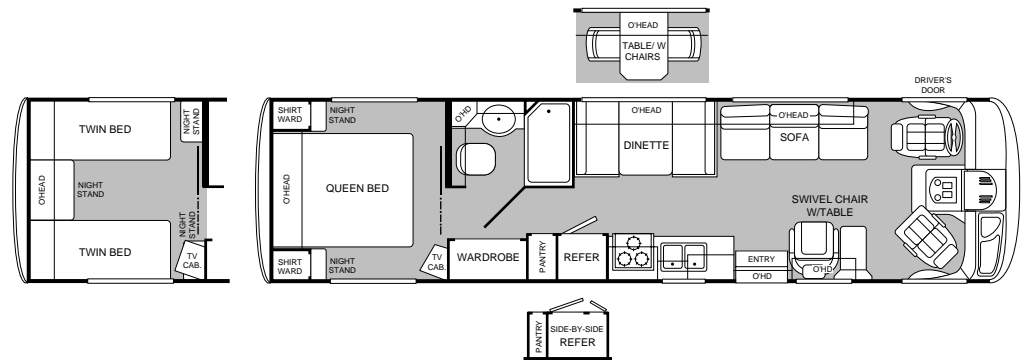 O'HEAD
TABLE/ W
CHAIRS
DRIVER'S
DOOR
TWIN BED
NIGHT
STAND
O'HEAD
NIGHT
STAND
NIGHT
STAND
TWIN BED
TV
CAB.
SHIRT
WARD
NIGHT
STAND
O'HEAD
QUEEN BED
SHIRT
WARD
NIGHT
STAND
TV
CAB.
O'HD
WARDROBE
PANTRY
REFER
O'HEAD
DINETTE
O'HEAD
SOFA
SWIVEL CHAIR
W/TABLE
ENTRY
O'HD
O'HD
PANTRY
SIDE-BY-SIDE
REFER